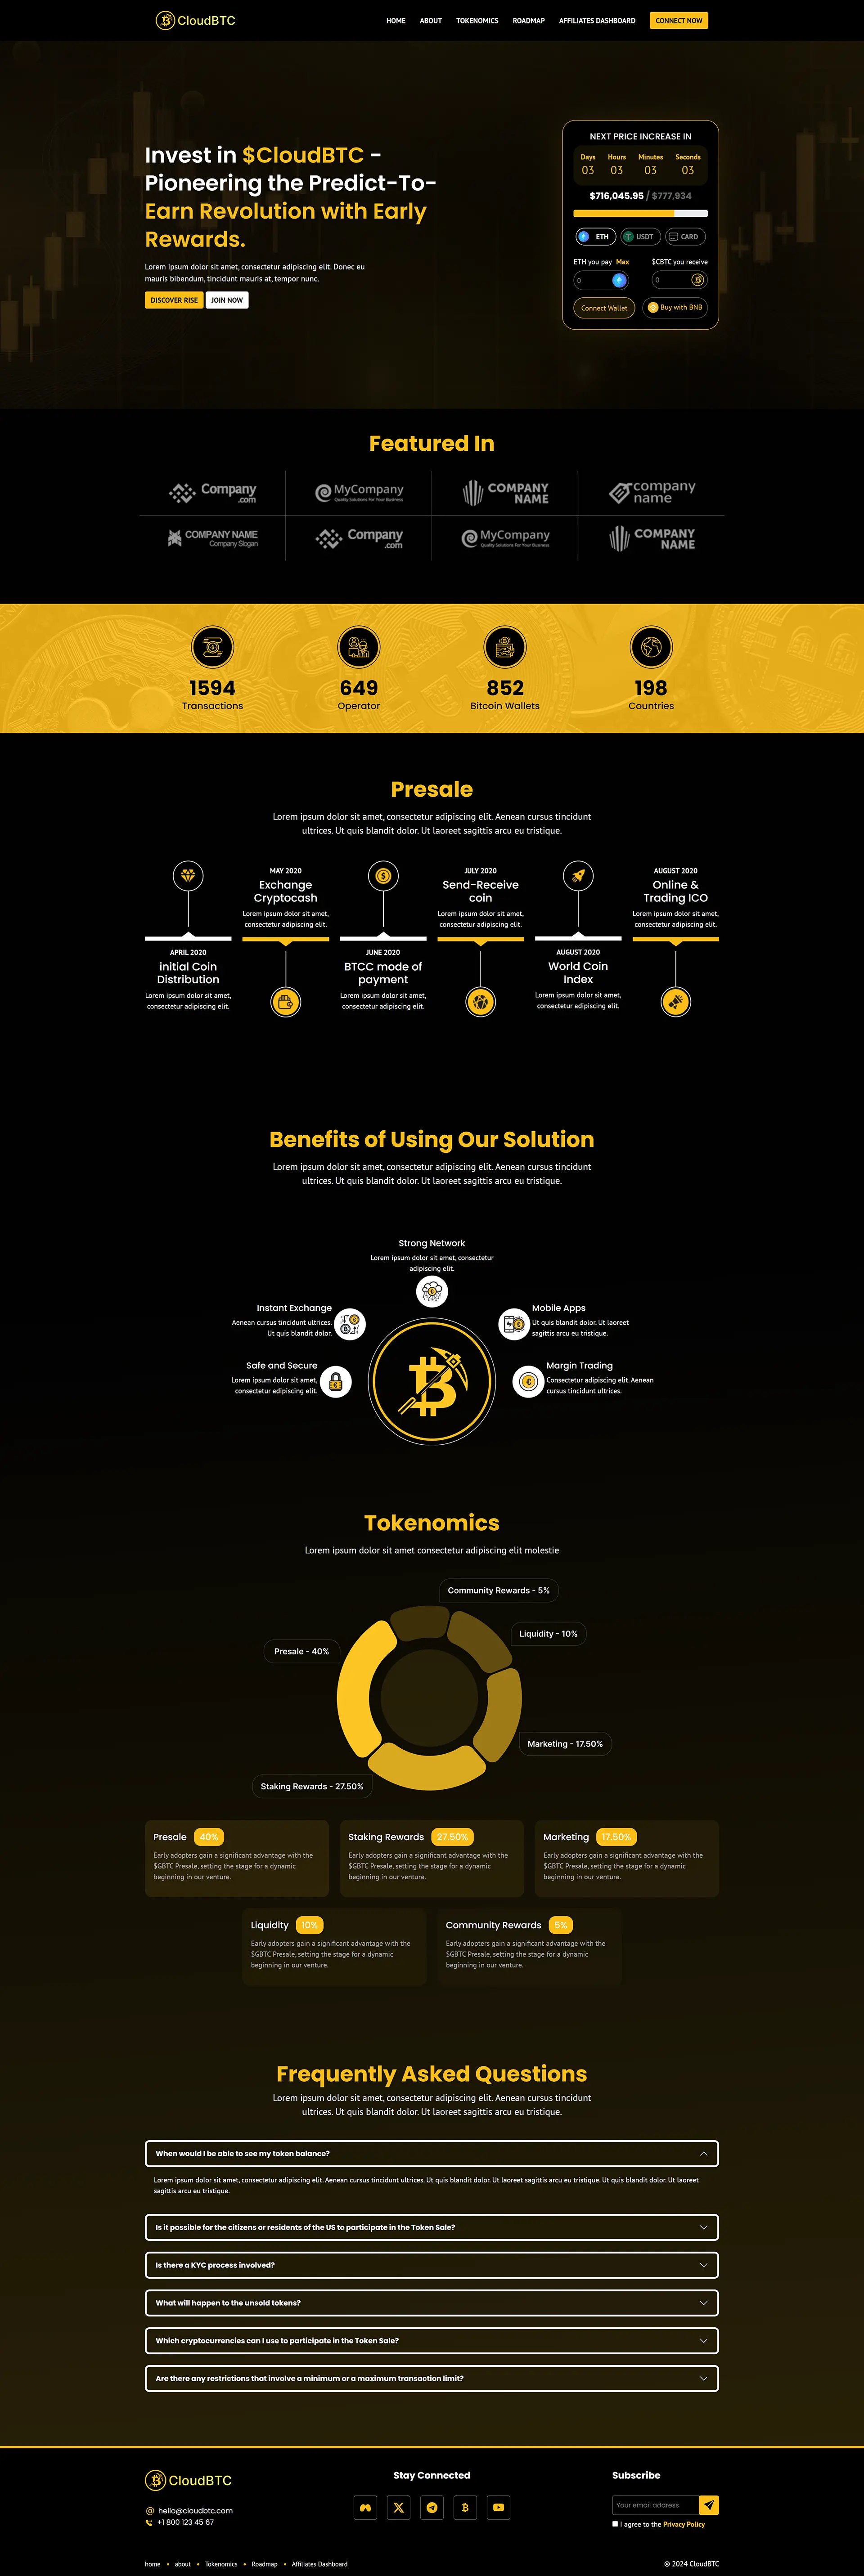 CloudBTC
HOME ABOUT TOKENOMICS ROADMAP AFFILIATES DASHBOARD CONNECT NOW
Invest in $CloudBTC -
Pioneering the Predict-To-
Earn Revolution with Early
Rewards.
Lorem ipsum dolor sit amet, consectetur adipiscing elit. Donec eu
mauris bibendum, tincidunt mauris at, tempor nunc.
DISCOVER RISE JOIN NOW
NEXT PRICE INCREASE IN
Days Hours Minutes Seconds
03 03 03 03
$716,045.95 / $777,934
ETH USDT CARD
ETH you pay Max $CBTC you receive
0 0
Connect Wallet Buy with BNB
Featured In
Company
.com
MyCompany
Quality Solutions For Your Business
COMPANY
NAME
company
name
COMPANY NAME
Company Slogan
Company
.com
MyCompany
Quality Solutions For Your Business
COMPANY
NAME
1594 649 852 198
Transactions Operator Bitcoin Wallets Countries
Presale
Lorem ipsum dolor sit amet, consectetur adipiscing elit. Aenean cursus tincidunt
ultrices. Ut quis blandit dolor. Ut laoreet sagittis arcu eu tristique.
APRIL 2020
initial Coin
Distribution
Lorem ipsum dolor sit amet,
consectetur adipiscing elit.
MAY 2020
Exchange
Cryptocash
Lorem ipsum dolor sit amet,
consectetur adipiscing elit.
JUNE 2020
BTCC mode of
payment
Lorem ipsum dolor sit amet,
consectetur adipiscing elit.
JULY 2020
Send-Receive
coin
Lorem ipsum dolor sit amet,
consectetur adipiscing elit.
AUGUST 2020
World Coin
Index
Lorem ipsum dolor sit amet,
consectetur adipiscing elit.
AUGUST 2020
Online &
Trading ICO
Lorem ipsum dolor sit amet,
consectetur adipiscing elit.
Benefits of Using Our Solution
Lorem ipsum dolor sit amet, consectetur adipiscing elit. Aenean cursus tincidunt
ultrices. Ut quis blandit dolor. Ut laoreet sagittis arcu eu tristique.
Strong Network
Lorem ipsum dolor sit amet, consectetur
adipiscing elit.
Instant Exchange
Aenean cursus tincidunt ultrices.
Ut quis blandit dolor.
Mobile Apps
Ut quis blandit dolor. Ut laoreet
sagittis arcu eu tristique.
Safe and Secure
Lorem ipsum dolor sit amet,
consectetur adipiscing elit.
Margin Trading
Consectetur adipiscing elit. Aenean
cursus tincidunt ultrices.
Tokenomics
Lorem ipsum dolor sit amet consectetur adipiscing elit molestie
Community Rewards - 5%
Liquidity - 10%
Presale - 40%
Marketing - 17.50%
Staking Rewards - 27.50%
Presale 40%
Early adopters gain a significant advantage with the
$GBTC Presale, setting the stage for a dynamic
beginning in our venture.
Staking Rewards 27.50%
Early adopters gain a significant advantage with the
$GBTC Presale, setting the stage for a dynamic
beginning in our venture.
Marketing 17.50%
Early adopters gain a significant advantage with the
$GBTC Presale, setting the stage for a dynamic
beginning in our venture.
Liquidity 10%
Early adopters gain a significant advantage with the
$GBTC Presale, setting the stage for a dynamic
beginning in our venture.
Community Rewards 5%
Early adopters gain a significant advantage with the
$GBTC Presale, setting the stage for a dynamic
beginning in our venture.
Frequently Asked Questions
Lorem ipsum dolor sit amet, consectetur adipiscing elit. Aenean cursus tincidunt
ultrices. Ut quis blandit dolor. Ut laoreet sagittis arcu eu tristique.
When would I be able to see my token balance?
Lorem ipsum dolor sit amet, consectetur adipiscing elit. Aenean cursus tincidunt ultrices. Ut quis blandit dolor. Ut laoreet sagittis arcu eu tristique. Ut quis blandit dolor. Ut laoreet
sagittis arcu eu tristique.
Is it possible for the citizens or residents of the US to participate in the Token Sale?
Is there a KYC process involved?
What will happen to the unsold tokens?
Which cryptocurrencies can I use to participate in the Token Sale?
Are there any restrictions that involve a minimum or a maximum transaction limit?
CloudBTC
hello@cloudbtc.com
+1 800 123 45 67
Stay Connected
Subscribe
Your email address
I agree to the Privacy Policy
home • about • Tokenomics • Roadmap • Affiliates Dashboard
© 2024 CloudBTC